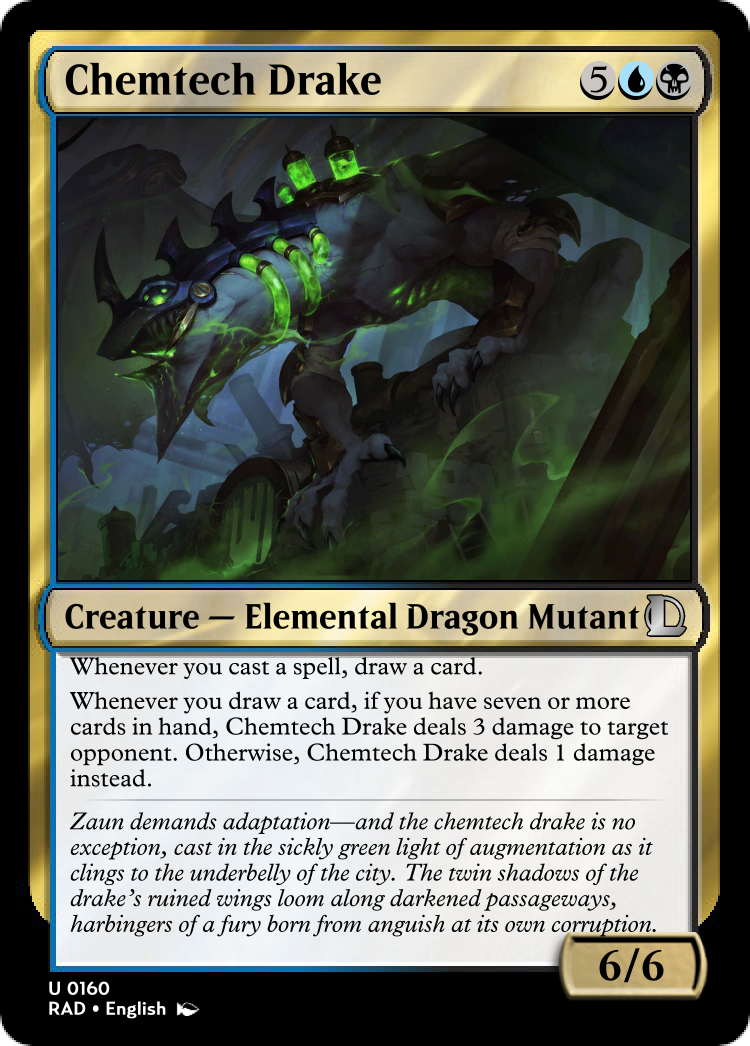 Chemtech Drake 5
Creature — Elemental Dragon Mutant
Whenever you cast a spell, draw a card.
Whenever you draw a card, if you have seven or more
cards in hand, Chemtech Drake deals 3 damage to target
opponent. Otherwise, Chemtech Drake deals 1 damage
instead.
Zaun demands adaptation—and the chemtech drake is no
exception, cast in the sickly green light of augmentation as it
clings to the underbelly of the city. The twin shadows of the
drake's ruined wings loom along darkened passageways,
harbingers of a fury born from anguish at its own corruption.
6/6
U 0160
RAD • English